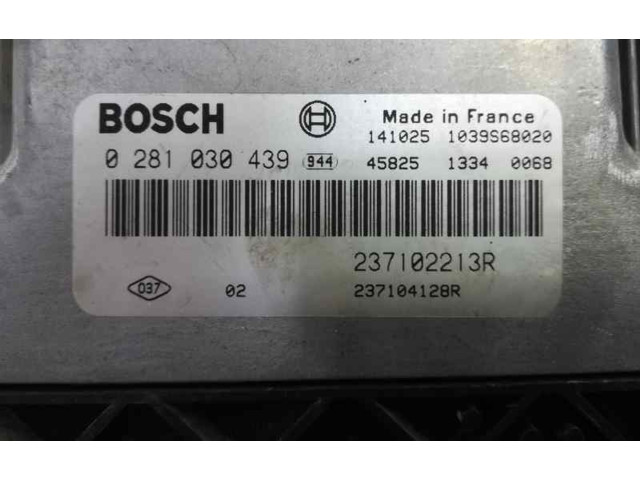 BOSCH Made in France
141025 1039S68020
0 281 030 439 944 45825 1334 0068
237102213R
037 02 237104128R